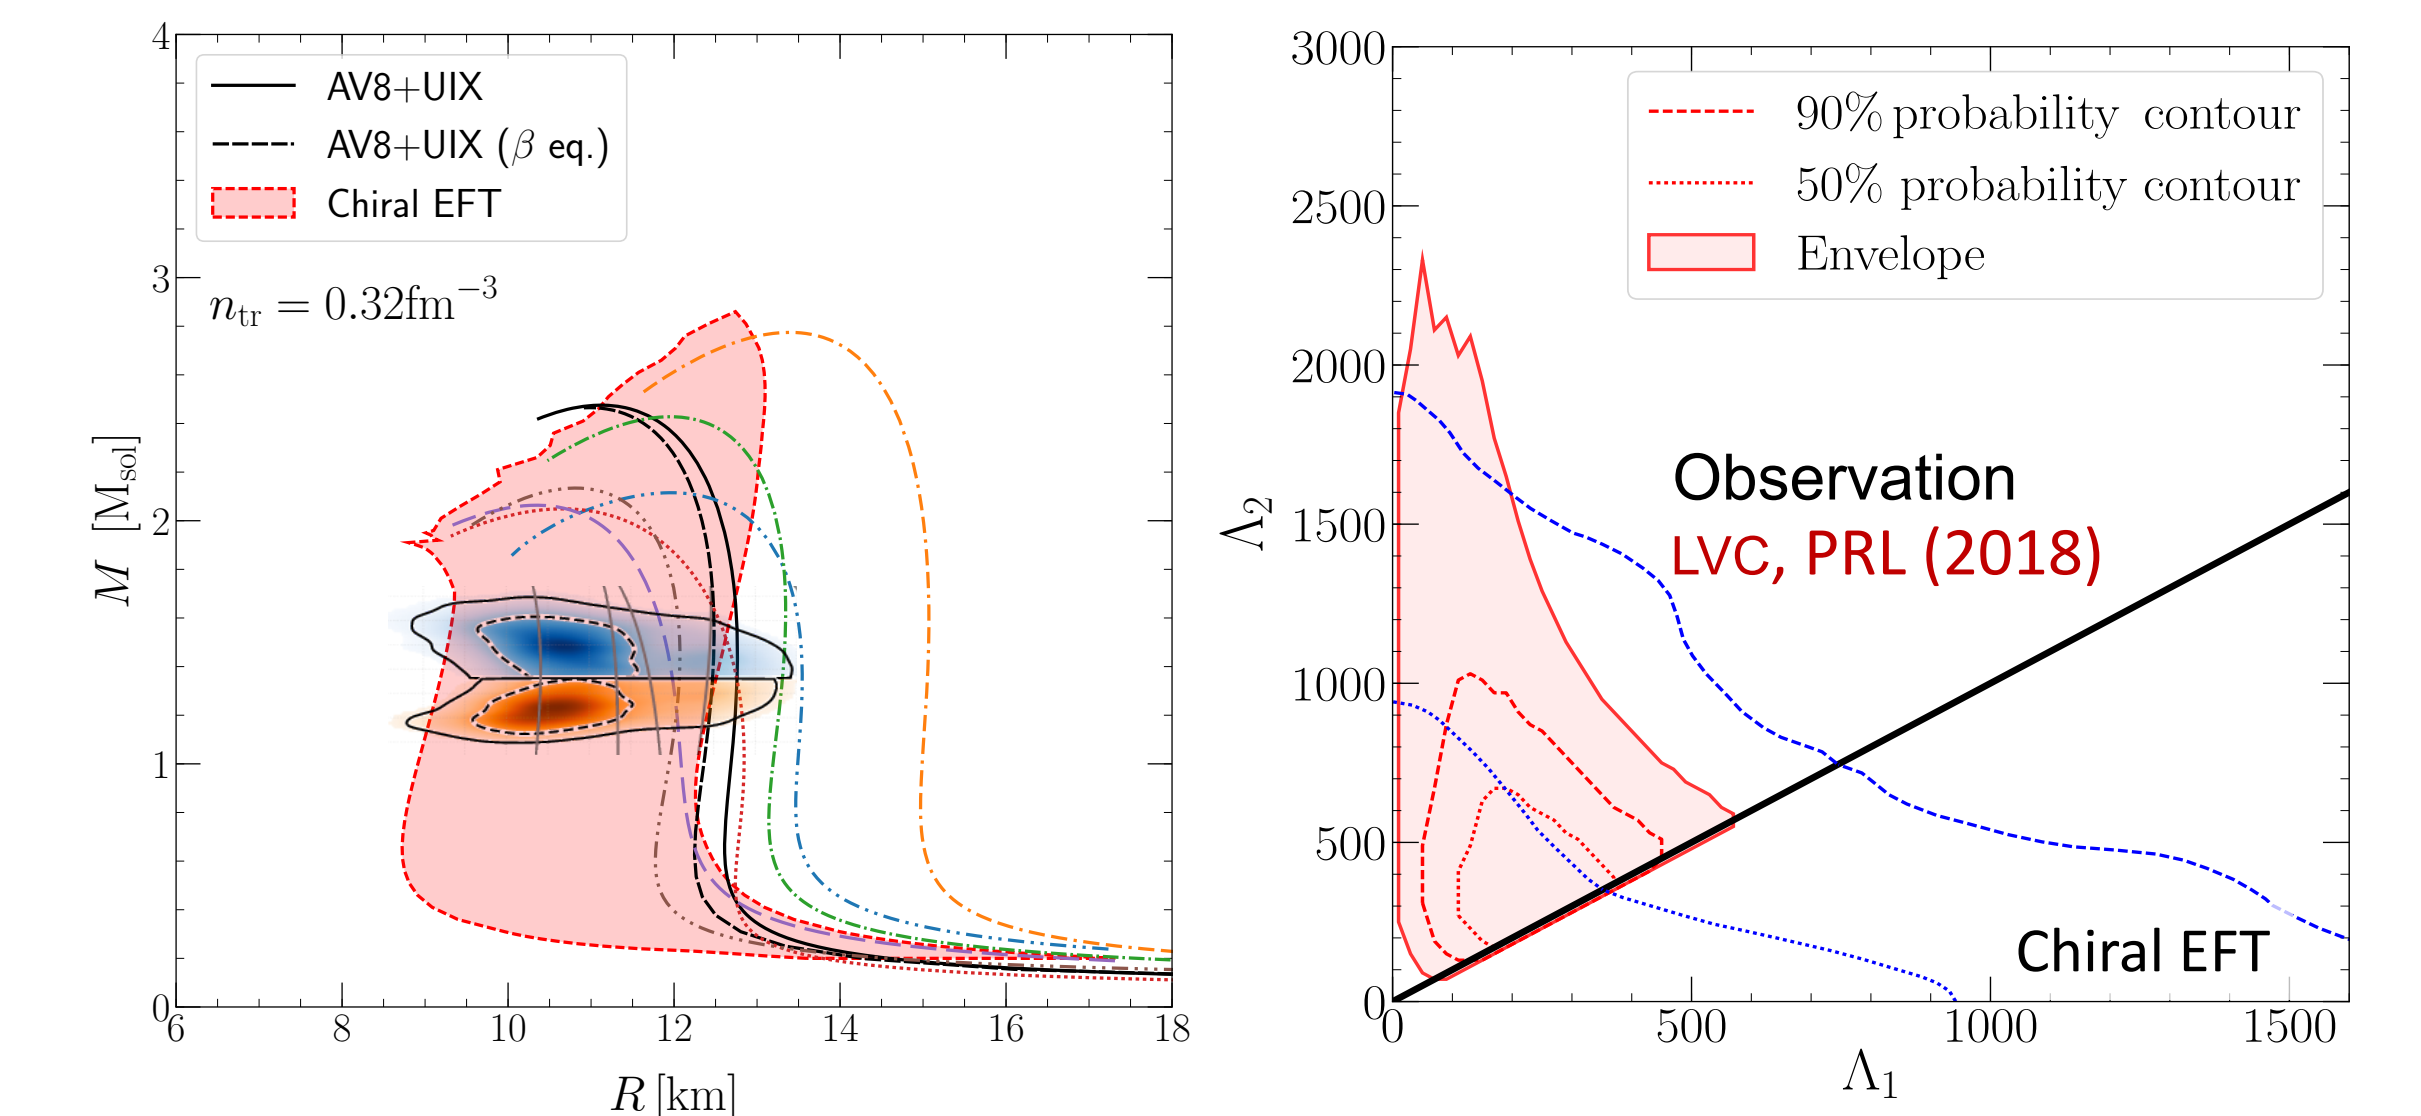 AV8+UIX
AV8+UIX (β eq.)
Chiral EFT
n_tr = 0.32fm⁻³
M [M_sol]
4
3
2
1
0
6 8 10 12 14 16 18
R [km]
90% probability contour
50% probability contour
Envelope
Observation
LVC, PRL (2018)
Chiral EFT
Λ₂
3000
2500
2000
1500
1000
500
0
0 500 1000 1500
Λ₁